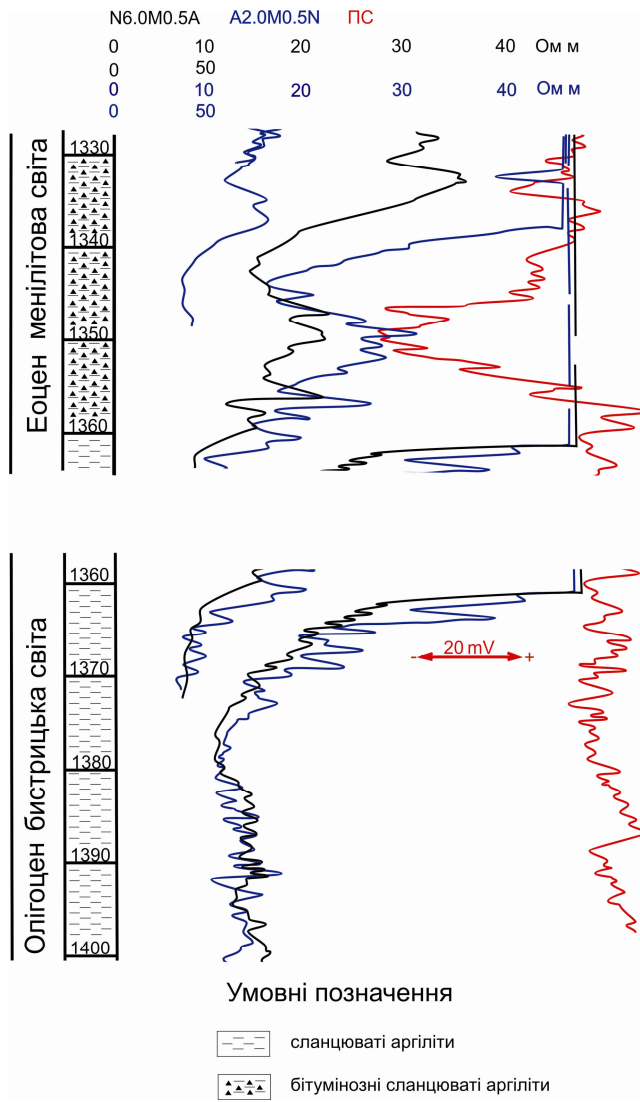 N6.0M0.5A A2.0M0.5N ПС
0 10 20 30 40 Ом м
0 50
0 10 20 30 40 Ом м
0 50
Еоцен менілітова світа
1330
1340
1350
1360
Олігоцен бистрицька світа
1360
1370
- 20 mV +
1380
1390
1400
Умовні позначення
сланцюваті аргіліти
бітумінозні сланцюваті аргіліти